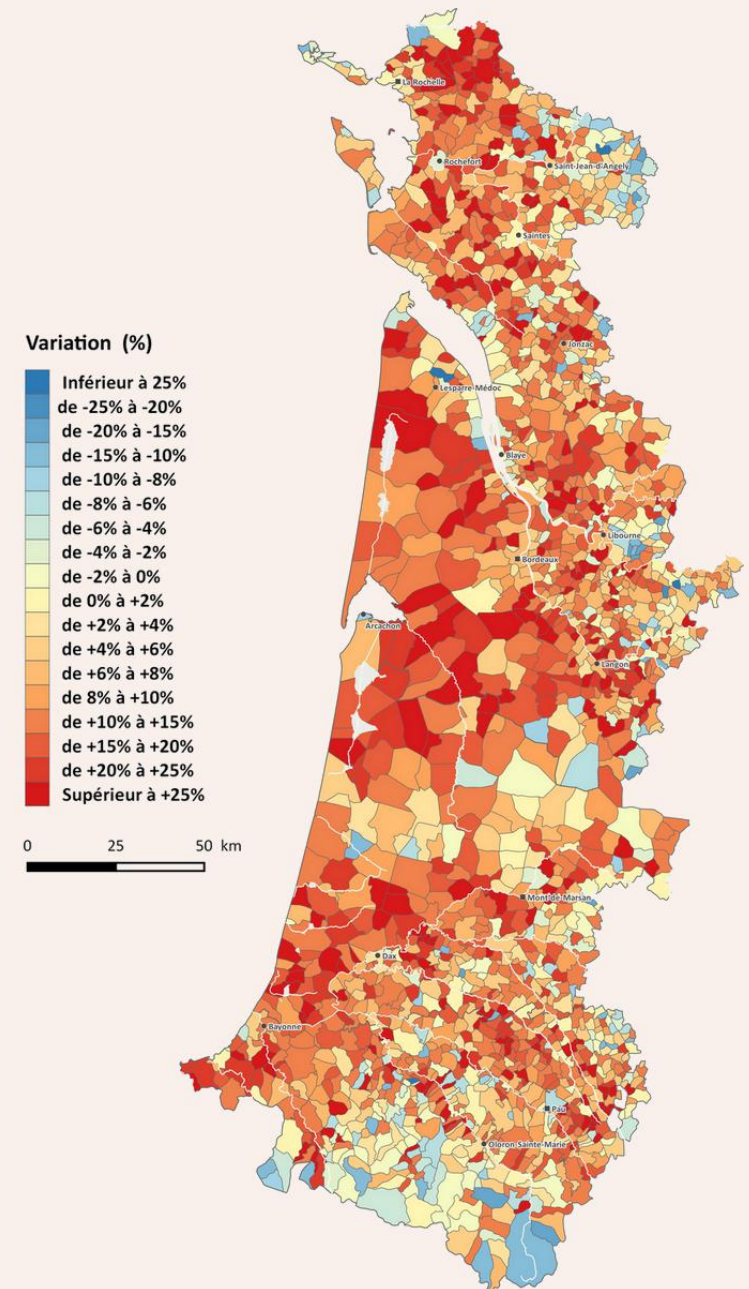 La Rochelle
Rochefort
Saint-Jean-d'Angely
Saintes
Jonzac
Variation (%)
Inférieur à 25%
de -25% à -20%
de -20% à -15%
de -15% à -10%
de -10% à -8%
de -8% à -6%
de -6% à -4%
de -4% à -2%
de -2% à 0%
de 0% à +2%
de +2% à +4%
de +4% à +6%
de +6% à +8%
de 8% à +10%
de +10% à +15%
de +15% à +20%
de +20% à +25%
Supérieur à +25%
0 25 50 km
Lesparre-Médoc
Blaye
Libourne
Bordeaux
Arcachon
Langon
Mont de Marsan
Dax
Bayonne
Pau
Oloron-Sainte-Marie